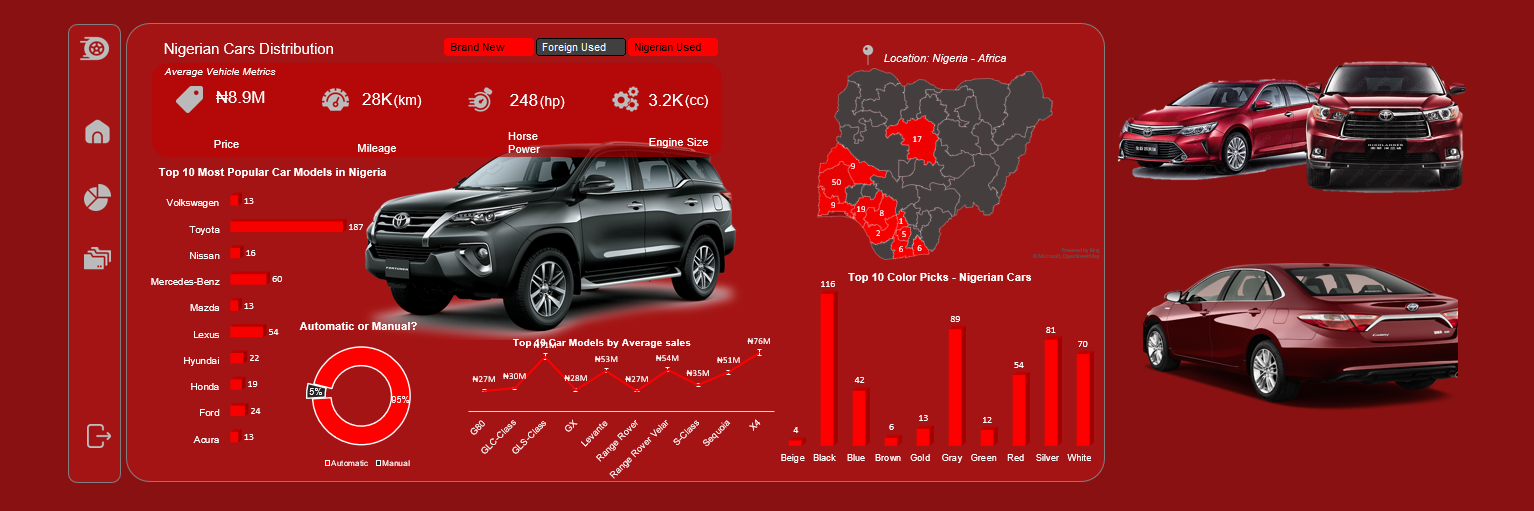 Nigerian Cars Distribution
Brand New
Foreign Used
Nigerian Used
Average Vehicle Metrics
₦8.9M
28K(km)
248(hp)
3.2K(cc)
Price
Mileage
Horse
Power
Engine Size
Location: Nigeria - Africa
17
9
50
9
19
8
1
2
5
6
6
Top 10 Most Popular Car Models in Nigeria
Volkswagen 13
Toyota 187
Nissan 16
Mercedes-Benz 60
Mazda 13
Lexus 54
Hyundai 22
Honda 19
Ford 24
Acura 13
FORTUNER
Automatic or Manual?
5%
95%
Automatic Manual
Top 10 Car Models by Average sales
₦27M
₦30M
₦28M
₦53M
₦27M
₦54M
₦35M
₦51M
₦76M
G80
GLC-Class
GLS-Class
GX
Levante
Range Rover
Range Rover Velar
S-Class
Sequoia
X4
Top 10 Color Picks - Nigerian Cars
4
116
42
6
13
89
12
54
81
70
Beige
Black
Blue
Brown
Gold
Gray
Green
Red
Silver
White
HIGHLANDER